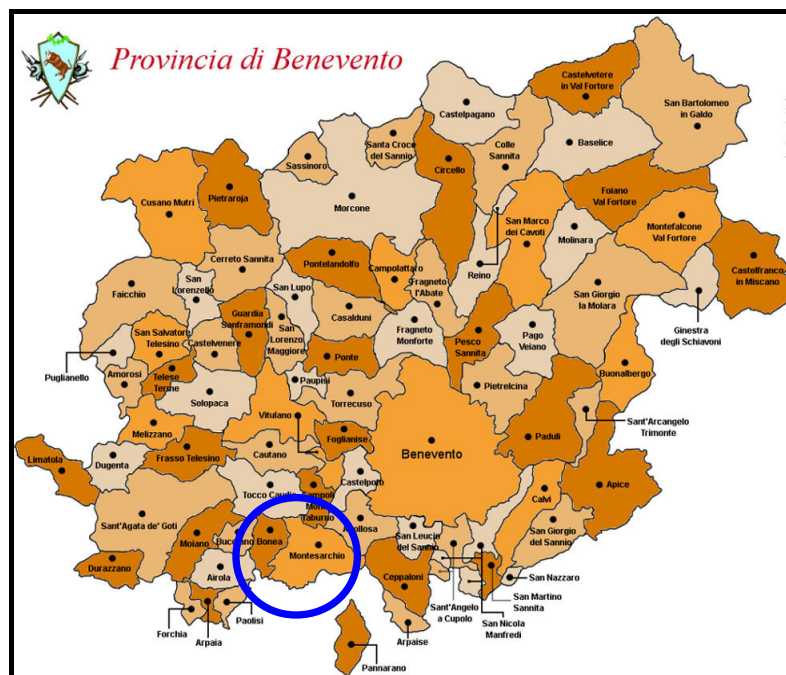 Provincia di Benevento
Castelvetere
in Val Fortore
San Bartolomeo
in Galdo
Castelpagano
Santa Croce
del Sannio
Colle
Sannita
Baselice
Sassinoro
Circello
Pietraroja
Foiano
Val Fortore
Cusano Mutri
Morcone
San Marco
dei Cavoti
Montefalcone
Val Fortore
Molinara
Cerreto Sannita
Pontelandolfo
Campolattaro
Reino
Castelfranco
in Miscano
San
Lorenzello
San Lupo
Fragneto
l'Abate
Faicchio
San Giorgio
la Molara
Guardia
Sanframondi
Casalduni
Ginestra
degli Schiavoni
San Salvatore
Telesino
San
Lorenzo
Maggiore
Fragneto
Monforte
Pesco
Sannita
Pago
Veiano
Castelvenere
Ponte
Puglianello
Amorosi
Telese
Terme
Paupisi
Pietrelcina
Buonalbergo
Solopaca
Torrecuso
Vitulano
Sant'Arcangelo
Trimonte
Melizzano
Foglianise
Paduli
Limatola
Dugenta
Frasso Telesino
Cautano
Benevento
Castelpoto
Apice
Tocco Caudio
Campoli
Monte
Taburno
Calvi
Sant'Agata de' Goti
Apollosa
San Leucio
del Sannio
San Giorgio
del Sannio
Moiano
Bucciano
Bonea
Montesarchio
Durazzano
Airola
Ceppaloni
San Nazzaro
Forchia
Arpaia
Paolisi
Sant'Angelo
a Cupolo
San Martino
Sannita
San Nicola
Manfredi
Arpaise
Pannarano